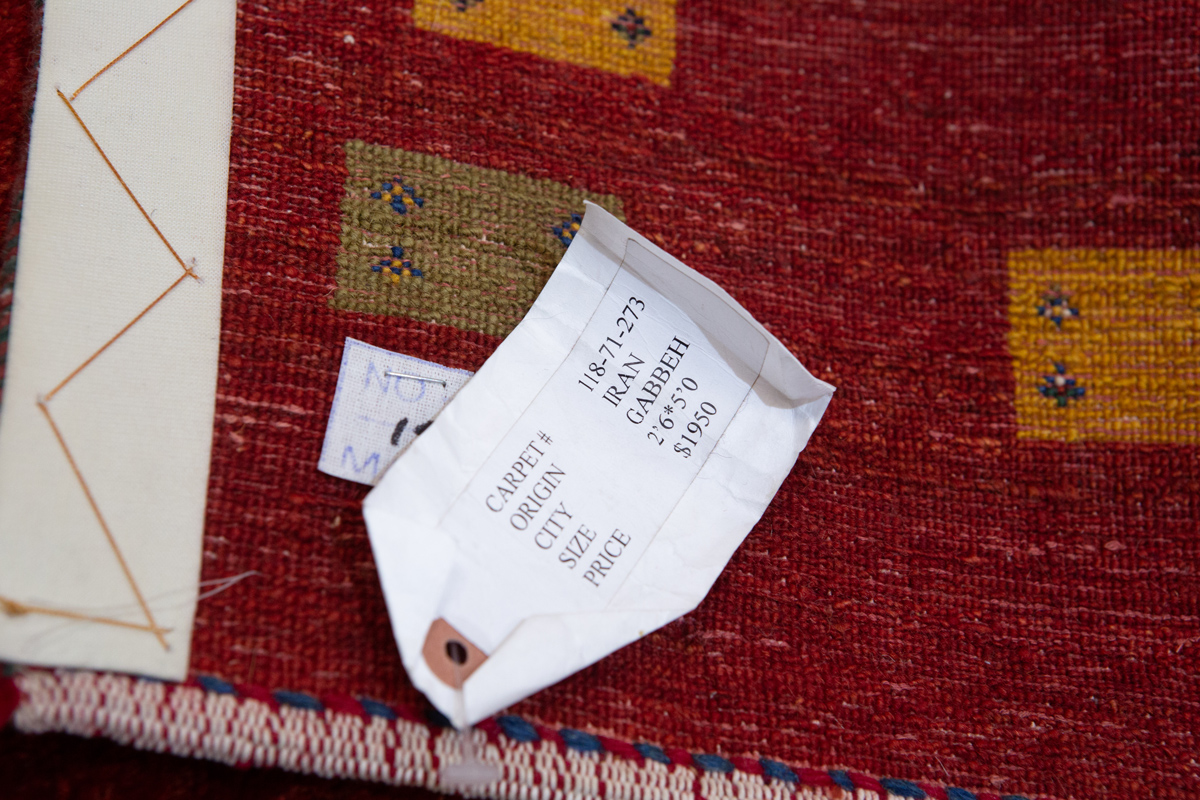 CARPET # 118-71-273
ORIGIN IRAN
CITY GABBEH
SIZE 2'6*5'0
PRICE $1950
NO
M